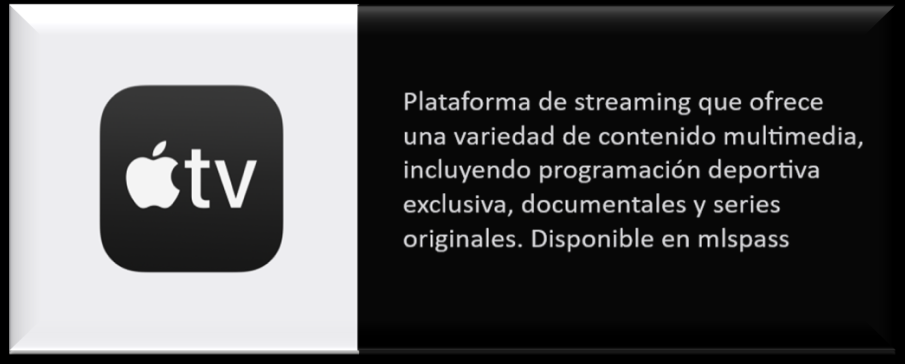 tv
Plataforma de streaming que ofrece
una variedad de contenido multimedia,
incluyendo programación deportiva
exclusiva, documentales y series
originales. Disponible en mlspass